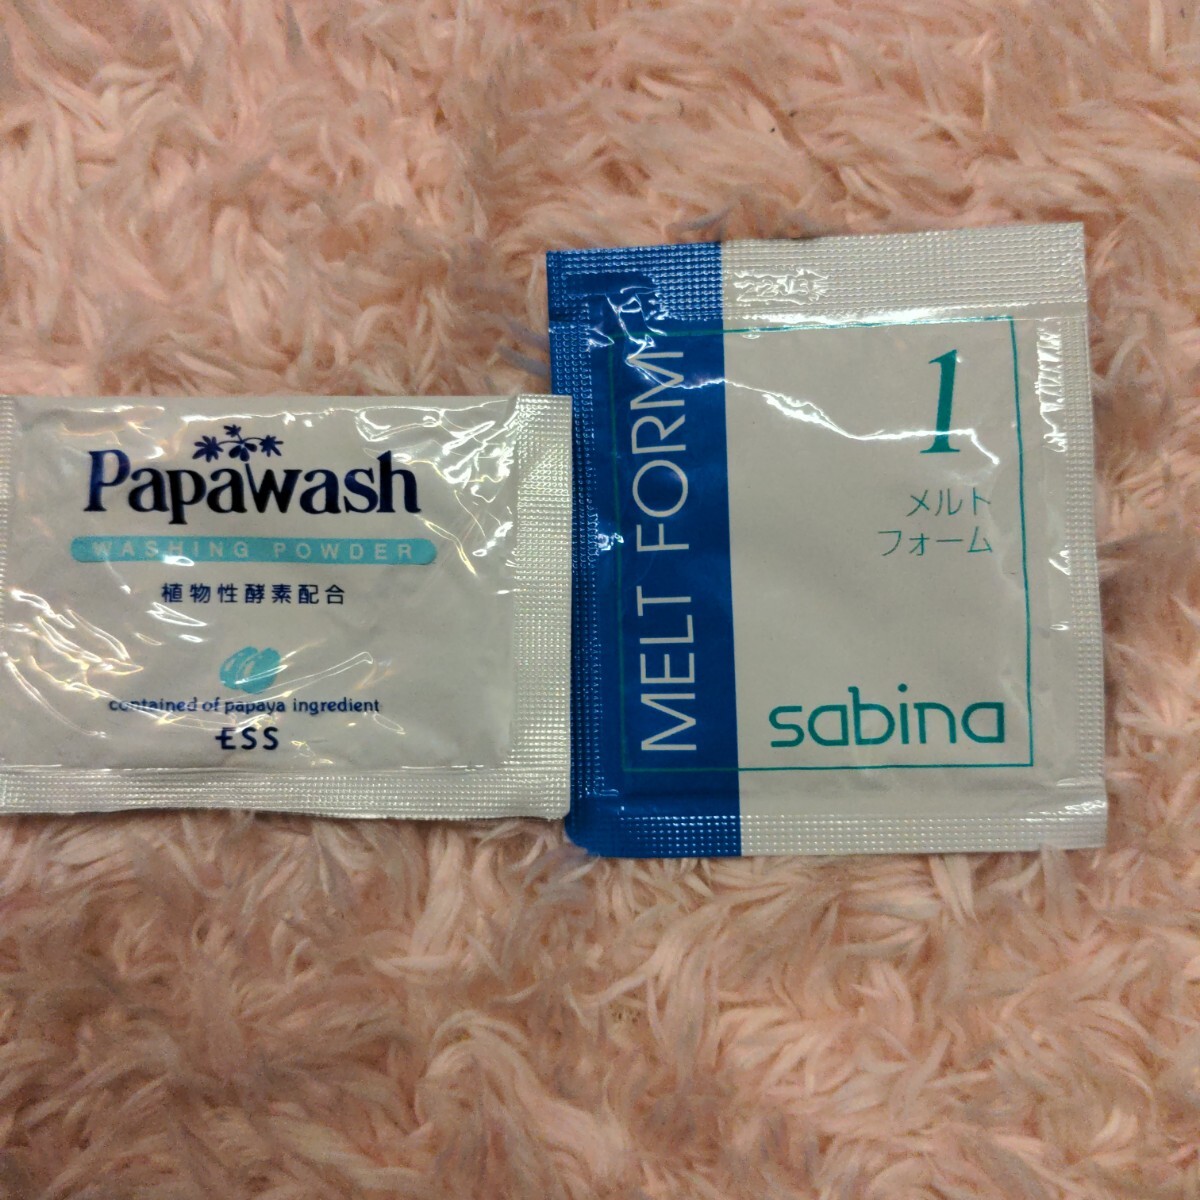 Papawash
WASHING POWDER
植物性酵素配合
contained of papaya ingredient
ESS
MELT FORM
1
メルト
フォーム
sabina